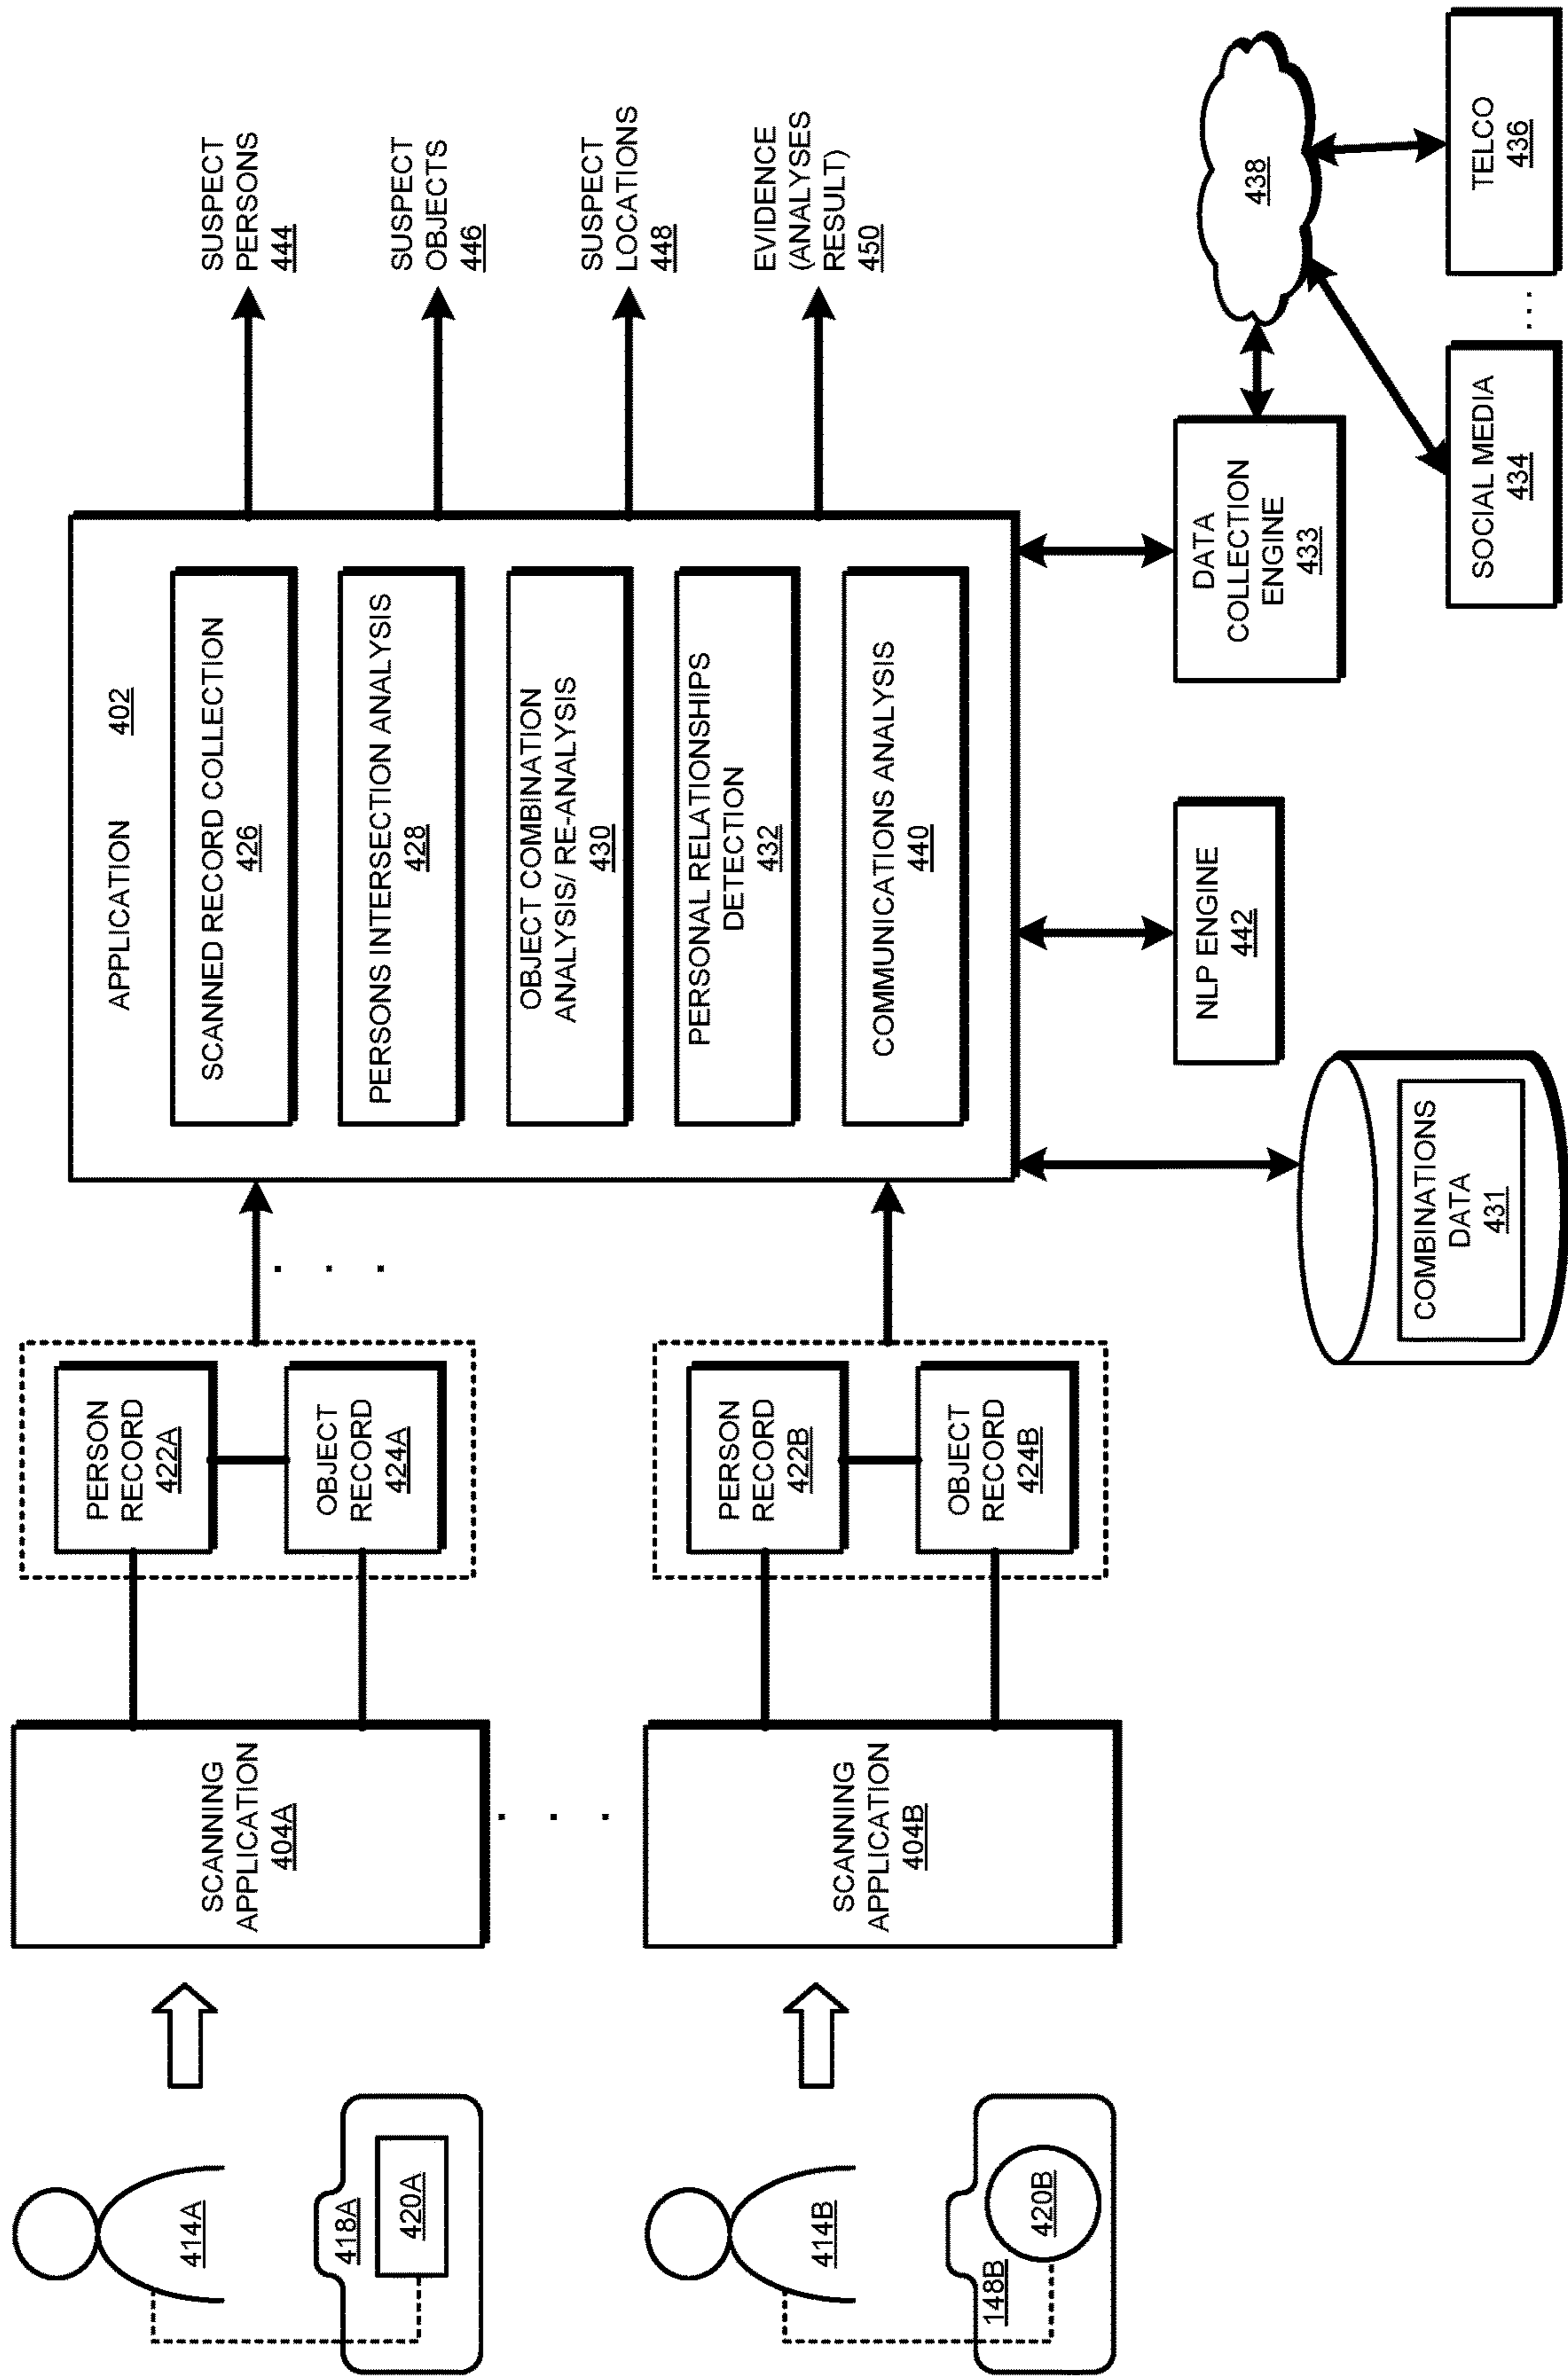 414A
418A
420A
414B
148B
420B
SCANNING
APPLICATION
404A
. . .
SCANNING
APPLICATION
404B
PERSON
RECORD
422A
OBJECT
RECORD
424A
. . .
PERSON
RECORD
422B
OBJECT
RECORD
424B
APPLICATION 402
SCANNED RECORD COLLECTION
426
PERSONS INTERSECTION ANALYSIS
428
OBJECT COMBINATION
ANALYSIS/ RE-ANALYSIS
430
PERSONAL RELATIONSHIPS
DETECTION
432
COMMUNICATIONS ANALYSIS
440
SUSPECT
PERSONS
444
SUSPECT
OBJECTS
446
SUSPECT
LOCATIONS
448
EVIDENCE
(ANALYSES
RESULT)
450
COMBINATIONS
DATA
431
NLP ENGINE
442
DATA
COLLECTION
ENGINE
433
438
SOCIAL MEDIA
434
. . .
TELCO
436